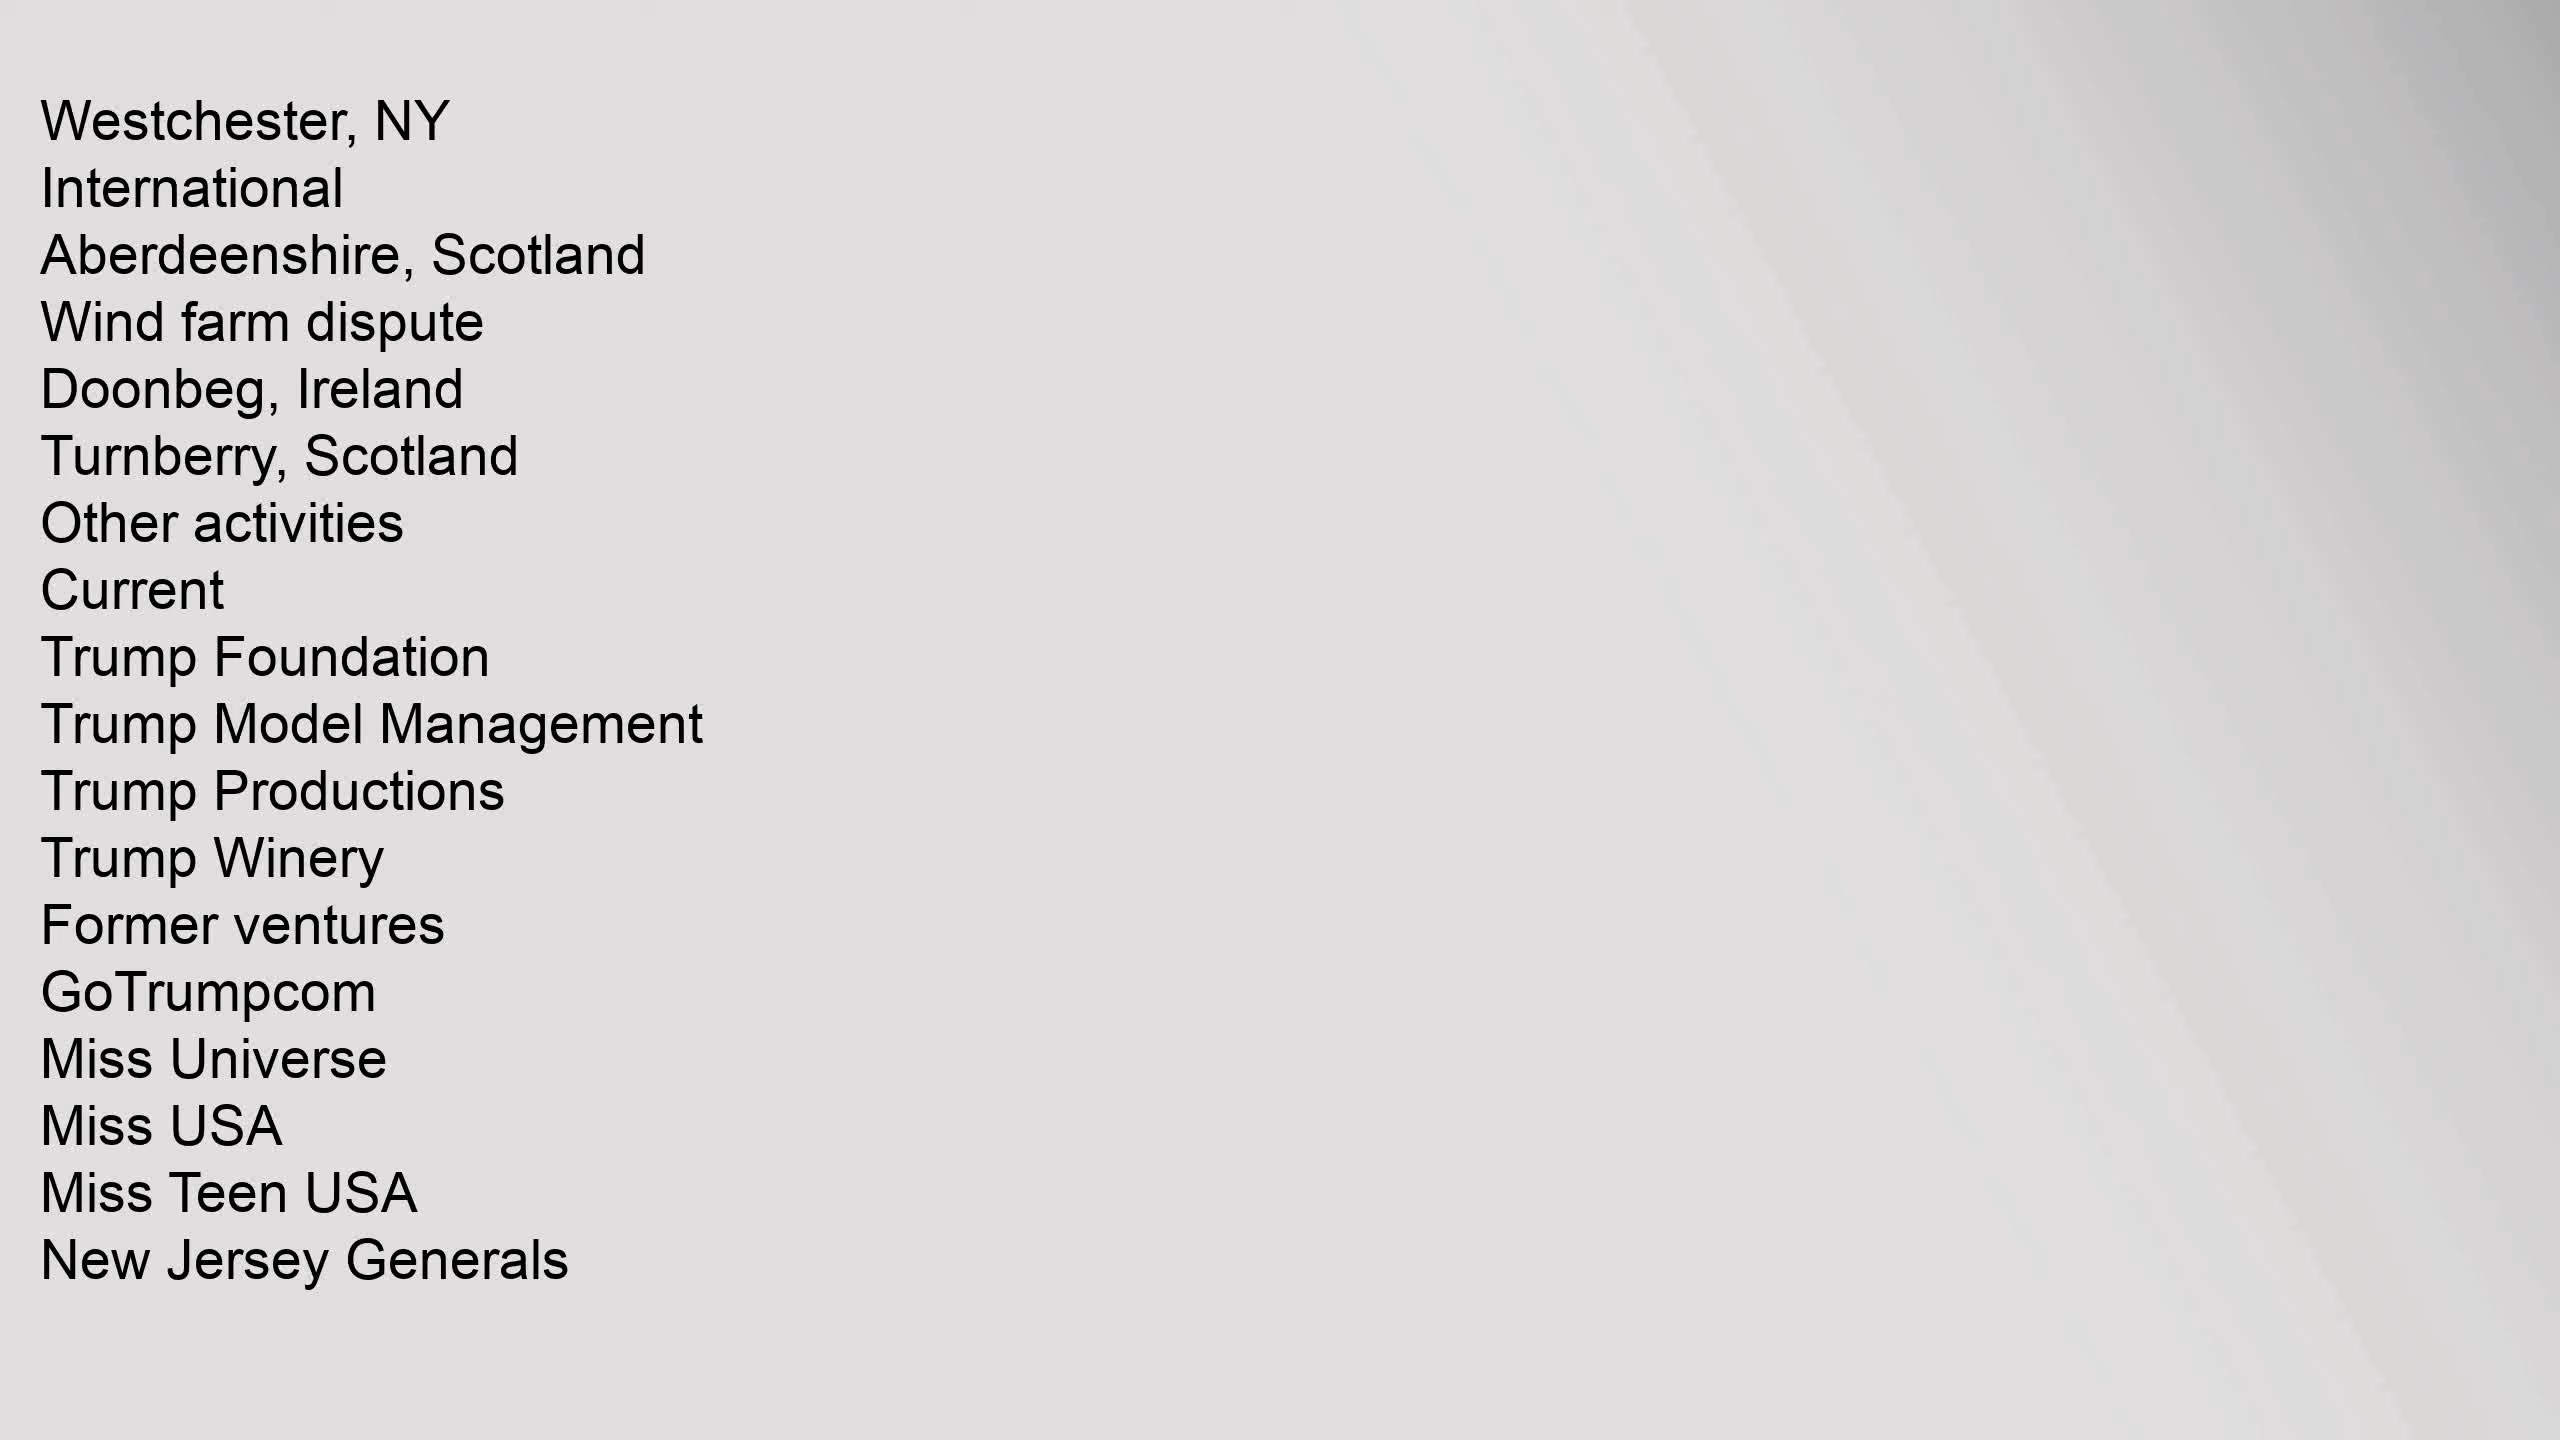 Westchester, NY
International
Aberdeenshire, Scotland
Wind farm dispute
Doonbeg, Ireland
Turnberry, Scotland
Other activities
Current
Trump Foundation
Trump Model Management
Trump Productions
Trump Winery
Former ventures
GoTrumpcom
Miss Universe
Miss USA
Miss Teen USA
New Jersey Generals